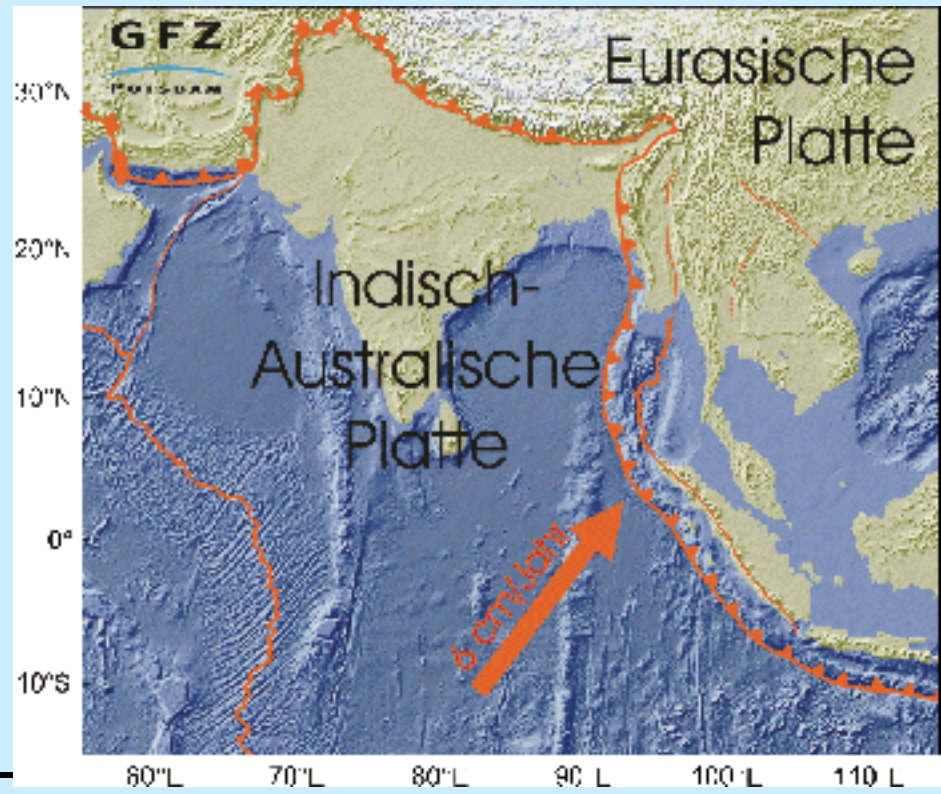 GFZ
POTSDAM
Eurasische
Platte
Indisch-
Australische
Platte
6 cm/Jahr
30°N
20°N
10°N
0°
10°S
60°E
70°E
80°E
90°E
100°E
110°E